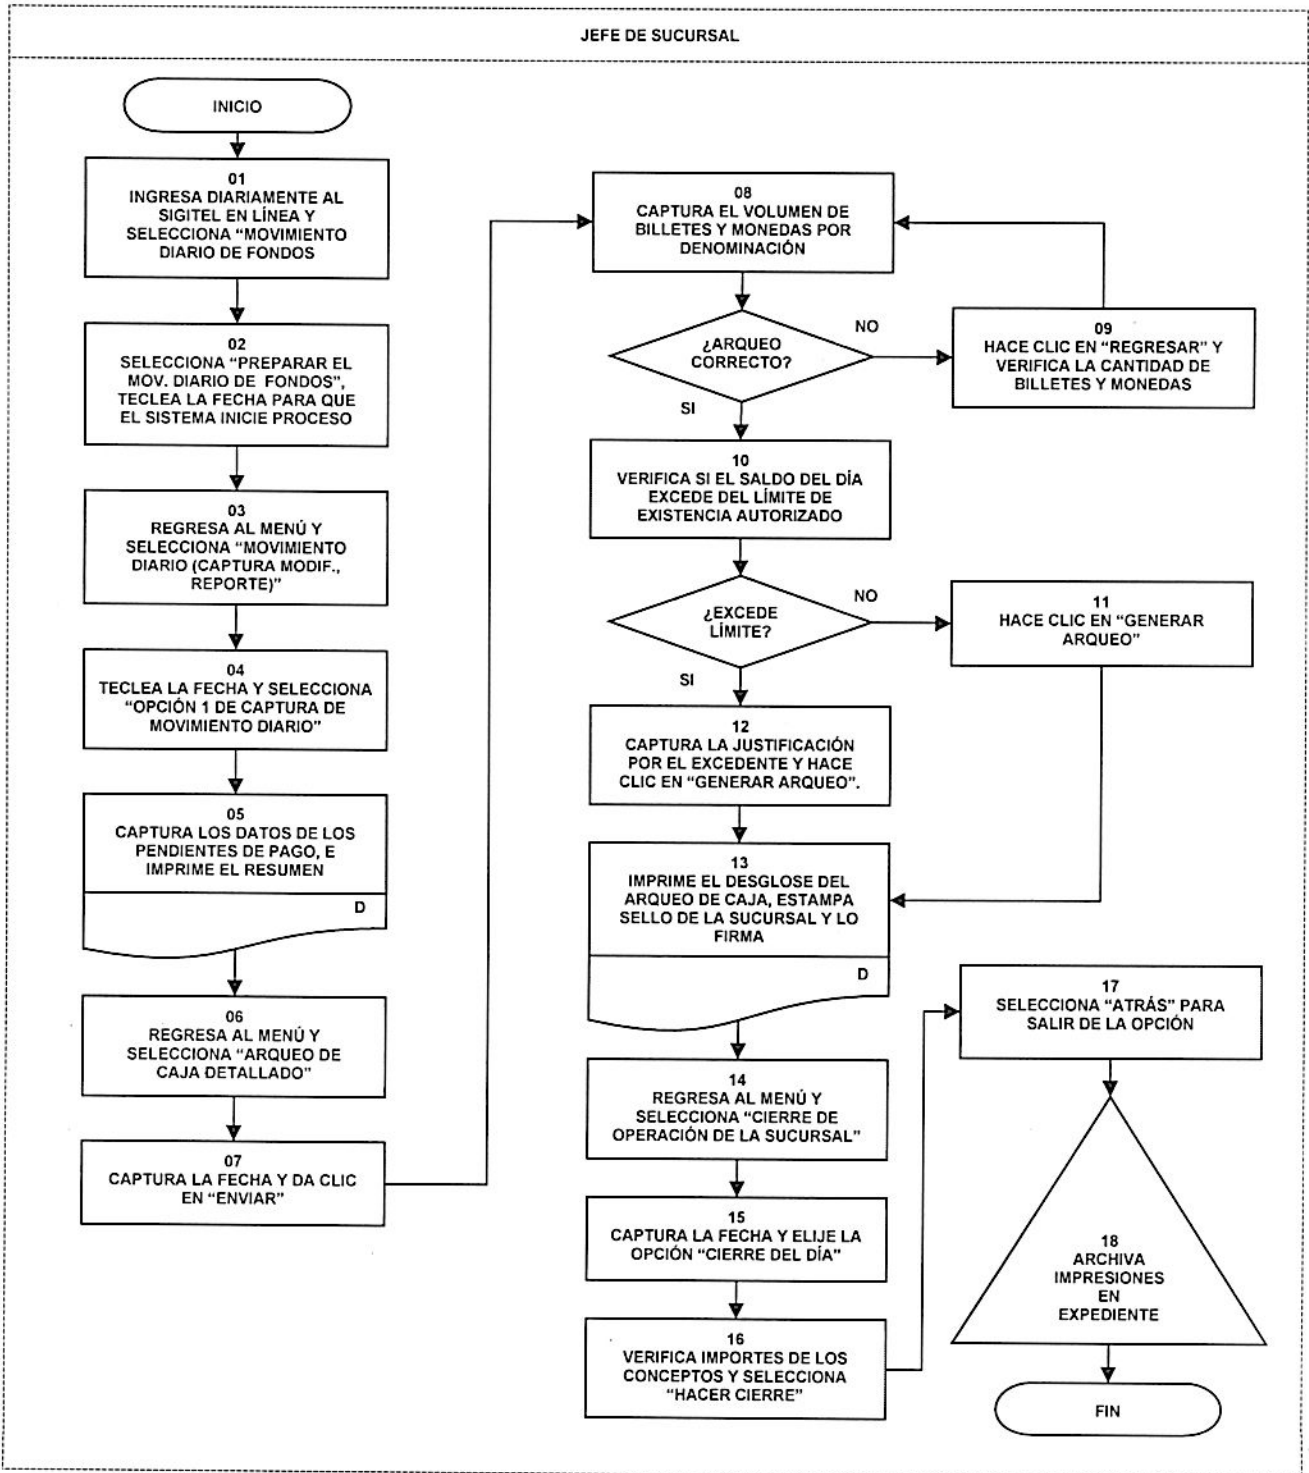 JEFE DE SUCURSAL
INICIO
01
INGRESA DIARIAMENTE AL
SIGITEL EN LÍNEA Y
SELECCIONA “MOVIMIENTO
DIARIO DE FONDOS
02
SELECCIONA “PREPARAR EL
MOV. DIARIO DE FONDOS”,
TECLEA LA FECHA PARA QUE
EL SISTEMA INICIE PROCESO
03
REGRESA AL MENÚ Y
SELECCIONA “MOVIMIENTO
DIARIO (CAPTURA MODIF.,
REPORTE)”
04
TECLEA LA FECHA Y SELECCIONA
“OPCIÓN 1 DE CAPTURA DE
MOVIMIENTO DIARIO”
05
CAPTURA LOS DATOS DE LOS
PENDIENTES DE PAGO, E
IMPRIME EL RESUMEN
D
06
REGRESA AL MENÚ Y
SELECCIONA “ARQUEO DE
CAJA DETALLADO”
07
CAPTURA LA FECHA Y DA CLIC
EN “ENVIAR”
08
CAPTURA EL VOLUMEN DE
BILLETES Y MONEDAS POR
DENOMINACIÓN
¿ARQUEO
CORRECTO?
NO
09
HACE CLIC EN “REGRESAR” Y
VERIFICA LA CANTIDAD DE
BILLETES Y MONEDAS
SI
10
VERIFICA SI EL SALDO DEL DÍA
EXCEDE DEL LÍMITE DE
EXISTENCIA AUTORIZADO
¿EXCEDE
LÍMITE?
NO
11
HACE CLIC EN “GENERAR
ARQUEO”
SI
12
CAPTURA LA JUSTIFICACIÓN
POR EL EXCEDENTE Y HACE
CLIC EN “GENERAR ARQUEO”.
13
IMPRIME EL DESGLOSE DEL
ARQUEO DE CAJA, ESTAMPA
SELLO DE LA SUCURSAL Y LO
FIRMA
D
14
REGRESA AL MENÚ Y
SELECCIONA “CIERRE DE
OPERACIÓN DE LA SUCURSAL”
15
CAPTURA LA FECHA Y ELIJE LA
OPCIÓN “CIERRE DEL DÍA”
16
VERIFICA IMPORTES DE LOS
CONCEPTOS Y SELECCIONA
“HACER CIERRE”
17
SELECCIONA “ATRÁS” PARA
SALIR DE LA OPCIÓN
18
ARCHIVA
IMPRESIONES
EN
EXPEDIENTE
FIN